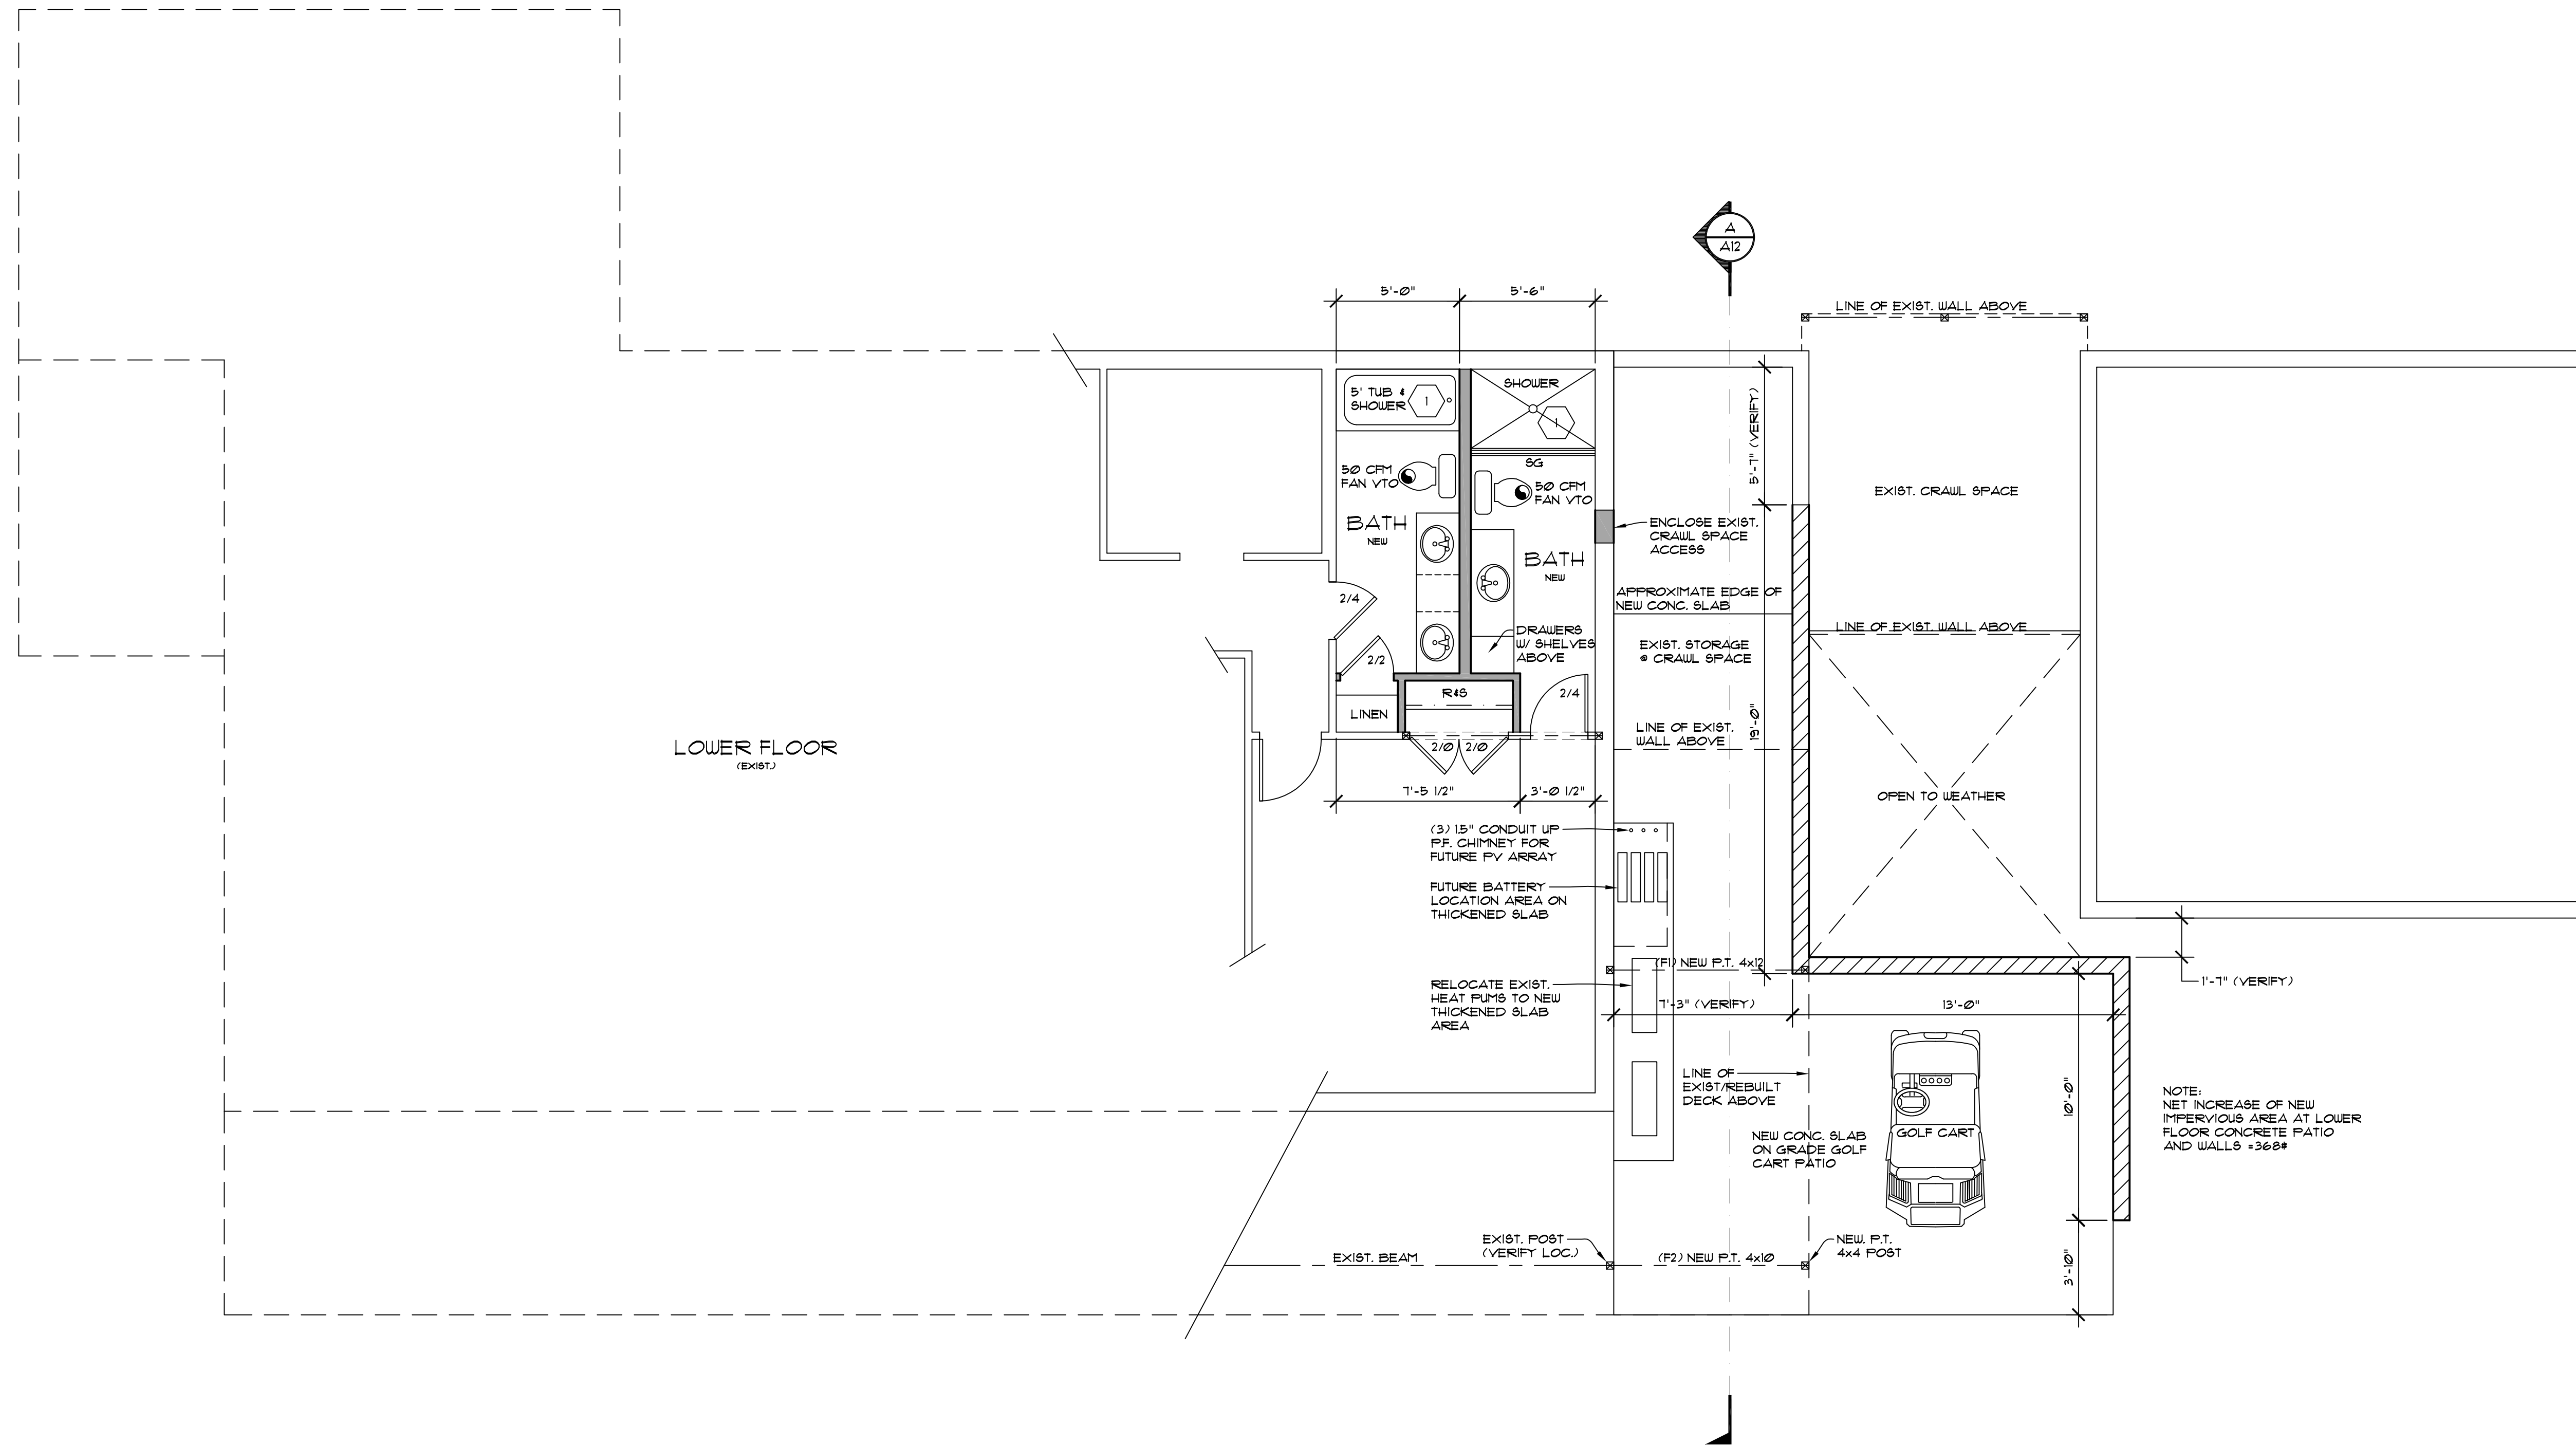 A
A12
5'-0"
5'-6"
LINE OF EXIST. WALL ABOVE
5' TUB &
SHOWER
1
SHOWER
1
5'-7" (VERIFY)
SG
50 CFM
FAN VTO
50 CFM
FAN VTO
EXIST. CRAWL SPACE
BATH
NEW
BATH
NEW
ENCLOSE EXIST.
CRAWL SPACE
ACCESS
2/4
APPROXIMATE EDGE OF
NEW CONC. SLAB
LINE OF EXIST. WALL ABOVE
DRAWERS
W/ SHELVES
ABOVE
EXIST. STORAGE
@ CRAWL SPACE
2/2
R&S
2/4
LINEN
19'-0"
LINE OF EXIST.
WALL ABOVE
LOWER FLOOR
(EXIST.)
2/0
2/0
7'-5 1/2"
3'-0 1/2"
OPEN TO WEATHER
(3) 1.5" CONDUIT UP
P.F. CHIMNEY FOR
FUTURE PV ARRAY
FUTURE BATTERY
LOCATION AREA ON
THICKENED SLAB
(F1) NEW P.T. 4x12
RELOCATE EXIST.
HEAT PUMS TO NEW
THICKENED SLAB
AREA
7'-3" (VERIFY)
13'-0"
1'-7" (VERIFY)
LINE OF
EXIST/REBUILT
DECK ABOVE
10'-0"
NOTE:
NET INCREASE OF NEW
IMPERVIOUS AREA AT LOWER
FLOOR CONCRETE PATIO
AND WALLS =368#
GOLF CART
NEW CONC. SLAB
ON GRADE GOLF
CART PATIO
EXIST. BEAM
EXIST. POST
(VERIFY LOC.)
(F2) NEW P.T. 4x10
NEW. P.T.
4x4 POST
3'-10"